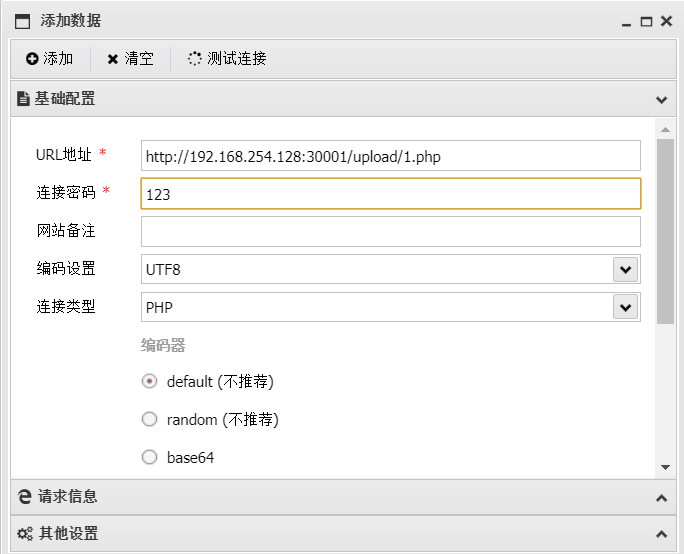 添加数据
添加 清空 测试连接
基础配置
URL地址 * http://192.168.254.128:30001/upload/1.php
连接密码 * 123
网站备注
编码设置 UTF8
连接类型 PHP
编码器
default (不推荐)
random (不推荐)
base64
请求信息
其他设置